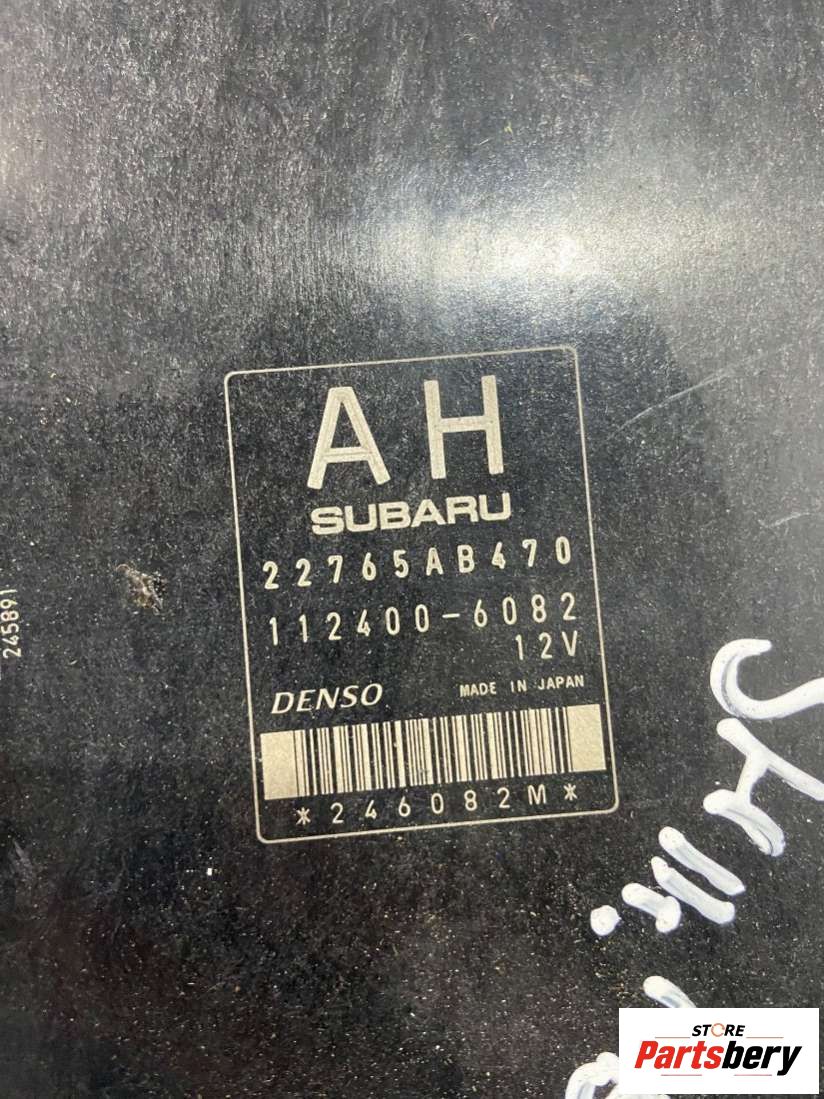 AH
SUBARU
22765AB470
112400-6082
12V
DENSO MADE IN JAPAN
*246082M*
245891
STORE
Partsbery